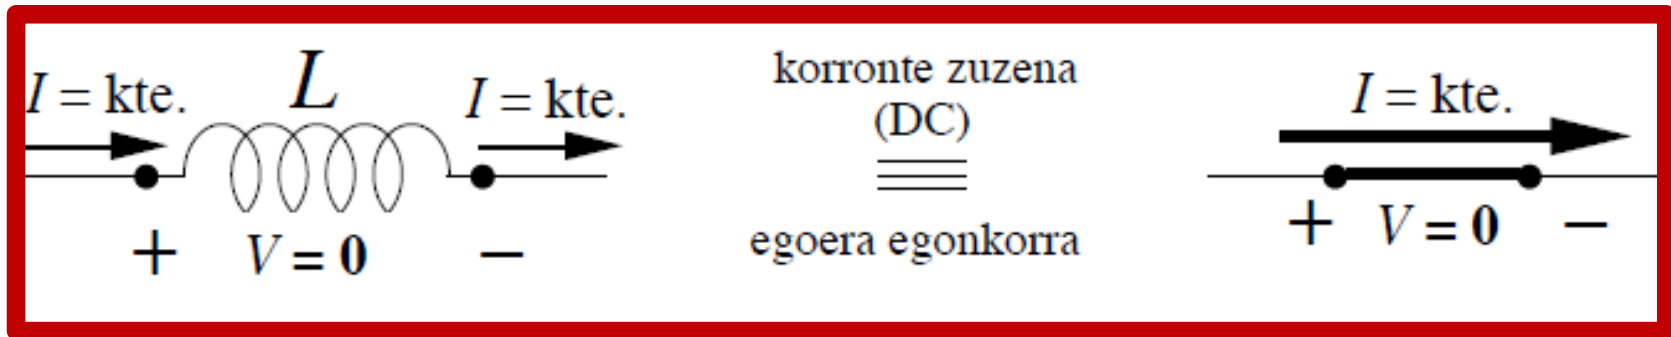 I = kte.
L
I = kte.
+ V = 0 −
korronte zuzena
(DC)
egoera egonkorra
I = kte.
+ V = 0 −